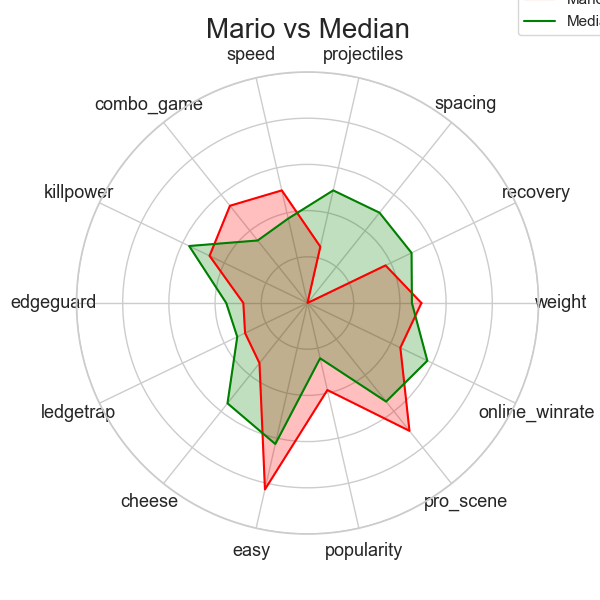 Mario vs Median
speed
projectiles
combo_game
spacing
killpower
recovery
edgeguard
weight
ledgetrap
online_winrate
cheese
pro_scene
easy
popularity